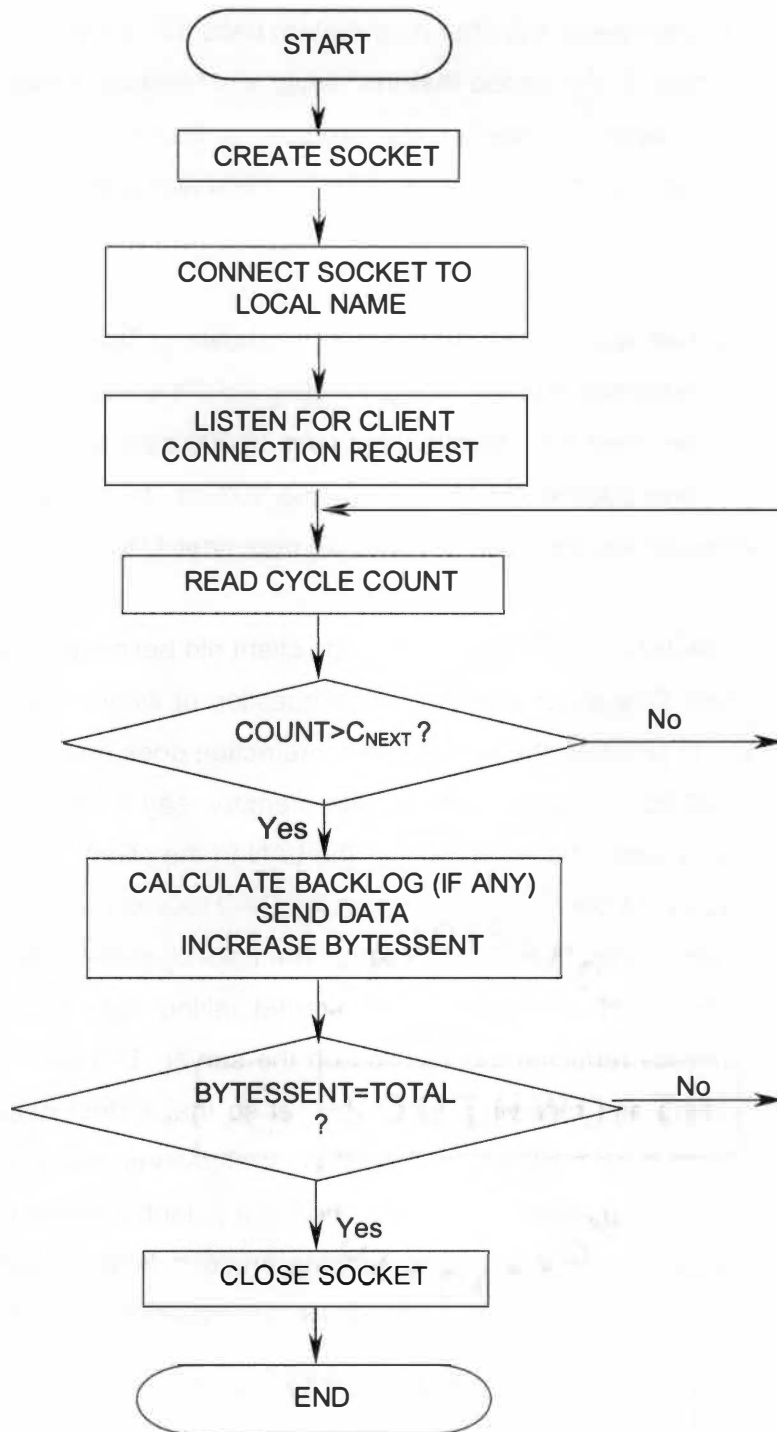 START
CREATE SOCKET
CONNECT SOCKET TO
LOCAL NAME
LISTEN FOR CLIENT
CONNECTION REQUEST
READ CYCLE COUNT
COUNT>CNEXT ?
No
Yes
CALCULATE BACKLOG (IF ANY)
SEND DATA
INCREASE BYTESSENT
BYTESSENT=TOTAL
?
No
Yes
CLOSE SOCKET
END